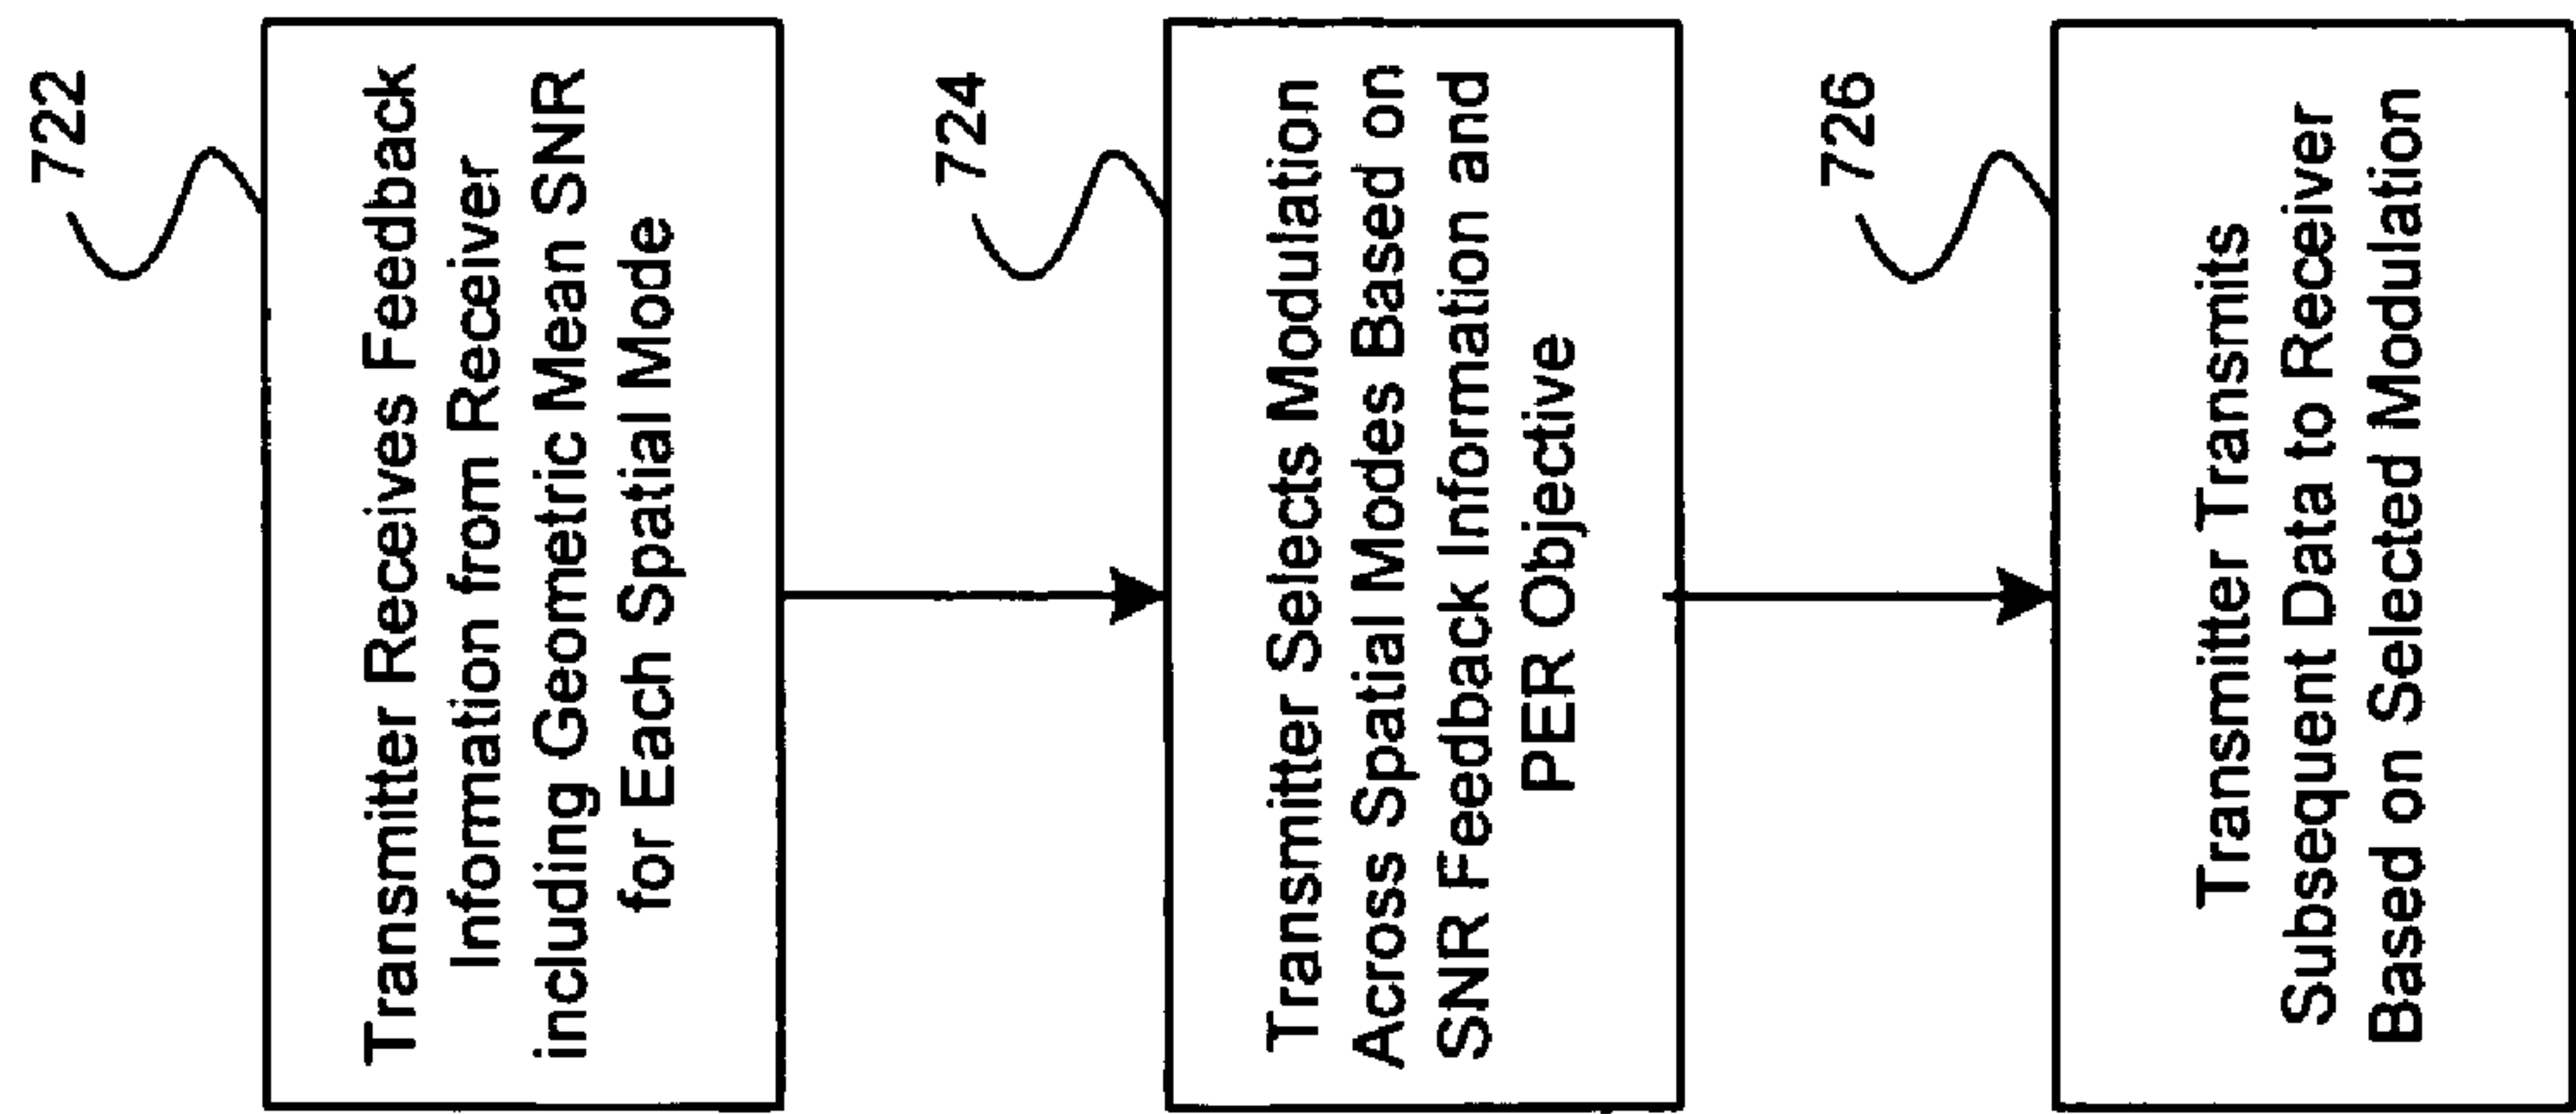 722
Transmitter Receives Feedback
Information from Receiver
including Geometric Mean SNR
for Each Spatial Mode
724
Transmitter Selects Modulation
Across Spatial Modes Based on
SNR Feedback Information and
PER Objective
726
Transmitter Transmits
Subsequent Data to Receiver
Based on Selected Modulation